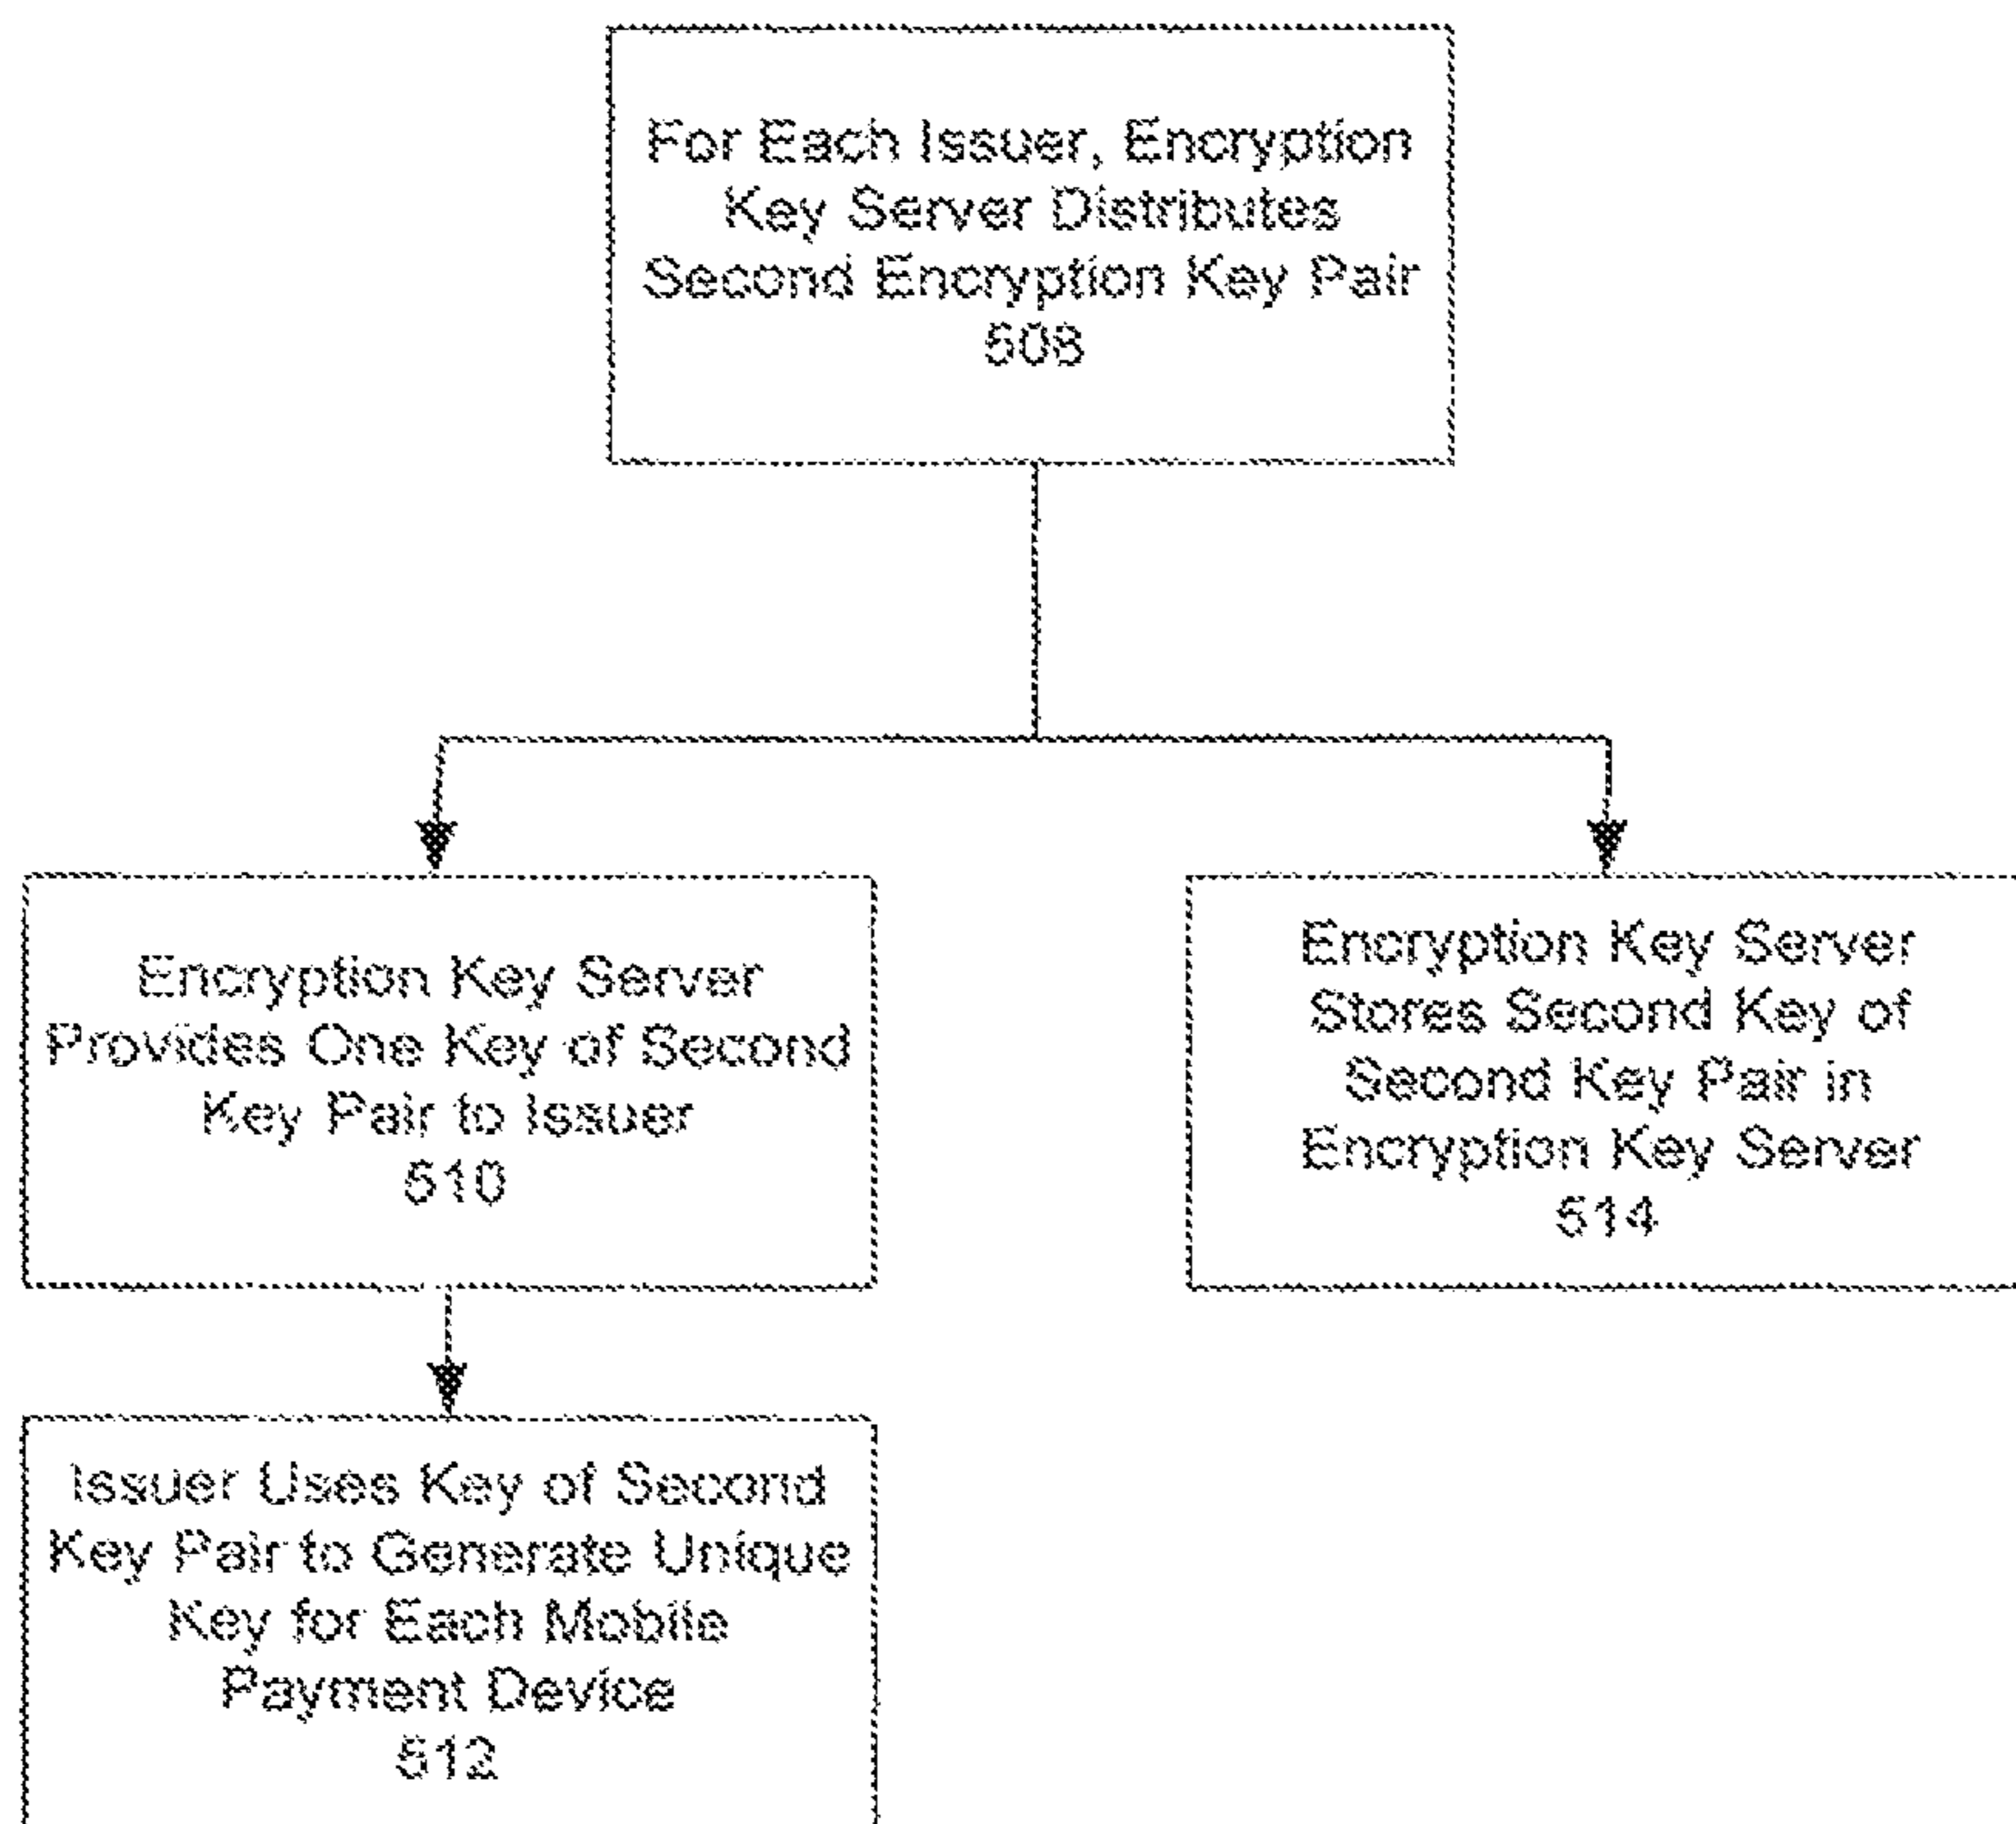 For Each Issuer, Encryption
Key Server Distributes
Second Encryption Key Pair
508
Encryption Key Server
Provides One Key of Second
Key Pair to Issuer
510
Encryption Key Server
Stores Second Key of
Second Key Pair in
Encryption Key Server
514
Issuer Uses Key of Second
Key Pair to Generate Unique
Key for Each Mobile
Payment Device
512